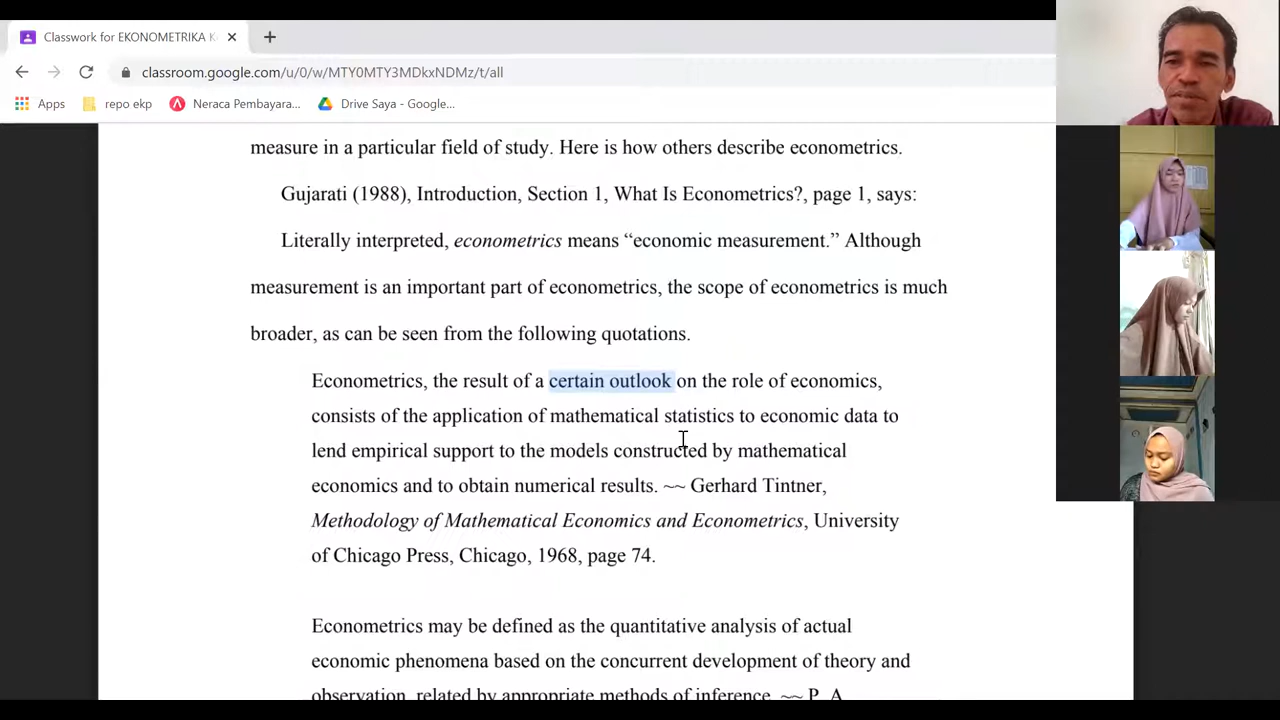 Classwork for EKONOMETRIKA K
classroom.google.com/u/0/w/MTY0MTY3MDkxNDMz/t/all
Apps repo ekp Neraca Pembayara... Drive Saya - Google...
measure in a particular field of study. Here is how others describe econometrics.
Gujarati (1988), Introduction, Section 1, What Is Econometrics?, page 1, says:
Literally interpreted, econometrics means “economic measurement.” Although
measurement is an important part of econometrics, the scope of econometrics is much
broader, as can be seen from the following quotations.
Econometrics, the result of a certain outlook on the role of economics,
consists of the application of mathematical statistics to economic data to
lend empirical support to the models constructed by mathematical
economics and to obtain numerical results. ~~ Gerhard Tintner,
Methodology of Mathematical Economics and Econometrics, University
of Chicago Press, Chicago, 1968, page 74.
Econometrics may be defined as the quantitative analysis of actual
economic phenomena based on the concurrent development of theory and
observation, related by appropriate methods of inference. ~~ P. A.